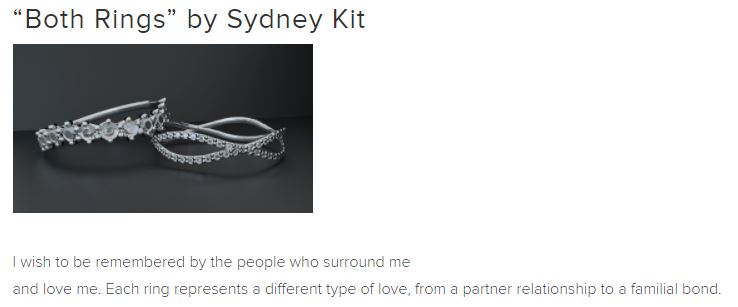 “Both Rings” by Sydney Kit
I wish to be remembered by the people who surround me
and love me. Each ring represents a different type of love, from a partner relationship to a familial bond.